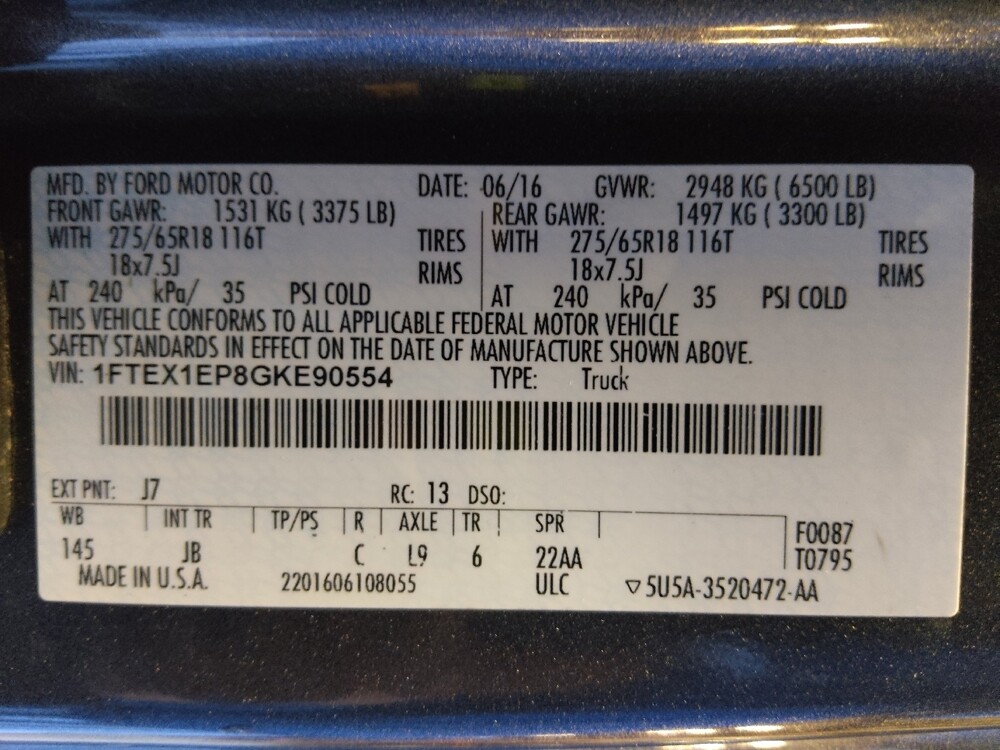 MFD. BY FORD MOTOR CO. DATE: 06/16 GVWR: 2948 KG ( 6500 LB)
FRONT GAWR: 1531 KG ( 3375 LB) REAR GAWR: 1497 KG ( 3300 LB)
WITH 275/65R18 116T TIRES WITH 275/65R18 116T TIRES
18x7.5J RIMS 18x7.5J RIMS
AT 240 kPa/ 35 PSI COLD AT 240 kPa/ 35 PSI COLD
THIS VEHICLE CONFORMS TO ALL APPLICABLE FEDERAL MOTOR VEHICLE
SAFETY STANDARDS IN EFFECT ON THE DATE OF MANUFACTURE SHOWN ABOVE.
VIN: 1FTEX1EP8GKE90554 TYPE: Truck
EXT PNT: J7 RC: 13 DSO:
WB INT TR TP/PS R AXLE TR SPR F0087
145 JB C L9 6 22AA T0795
MADE IN U.S.A. 2201606108055 ULC ▽5U5A-3520472-AA